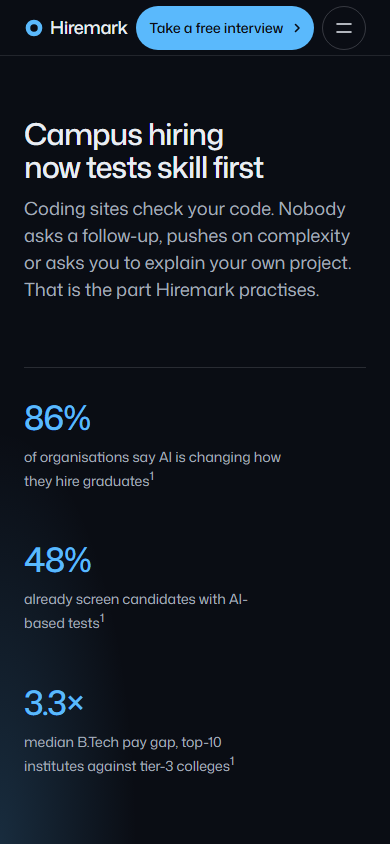 Hiremark
Take a free interview
Campus hiring
now tests skill first
Coding sites check your code. Nobody
asks a follow-up, pushes on complexity
or asks you to explain your own project.
That is the part Hiremark practises.
86%
of organisations say AI is changing how
they hire graduates¹
48%
already screen candidates with AI-
based tests¹
3.3×
median B.Tech pay gap, top-10
institutes against tier-3 colleges¹